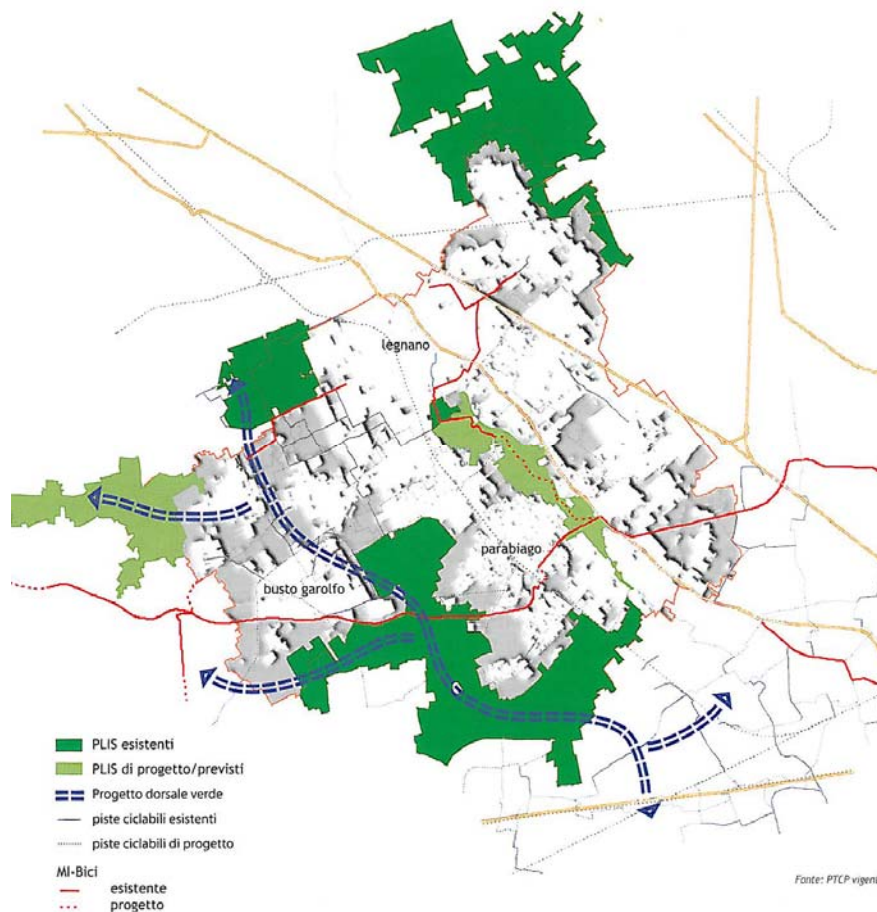 legnano
parabiago
busto garolfo
PLIS esistenti
PLIS di progetto/previsti
Progetto dorsale verde
piste ciclabili esistenti
piste ciclabili di progetto
MI-Bici
esistente
progetto
Fonte: PTCP vigent